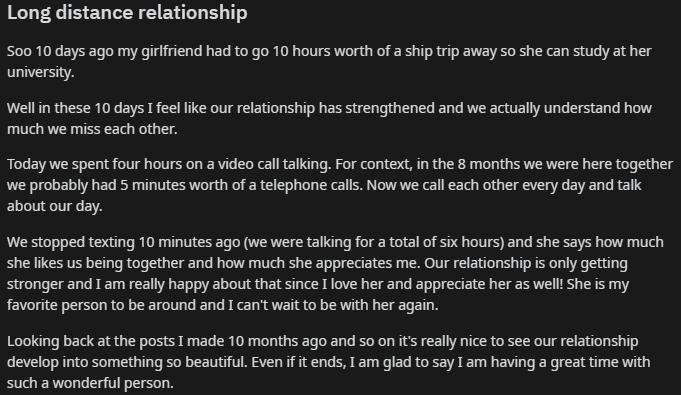 Long distance relationship
Soo 10 days ago my girlfriend had to go 10 hours worth of a ship trip away so she can study at her
university.
Well in these 10 days I feel like our relationship has strengthened and we actually understand how
much we miss each other.
Today we spent four hours on a video call talking. For context, in the 8 months we were here together
we probably had 5 minutes worth of a telephone calls. Now we call each other every day and talk
about our day.
We stopped texting 10 minutes ago (we were talking for a total of six hours) and she says how much
she likes us being together and how much she appreciates me. Our relationship is only getting
stronger and I am really happy about that since I love her and appreciate her as well! She is my
favorite person to be around and I can't wait to be with her again.
Looking back at the posts I made 10 months ago and so on it's really nice to see our relationship
develop into something so beautiful. Even if it ends, I am glad to say I am having a great time with
such a wonderful person.